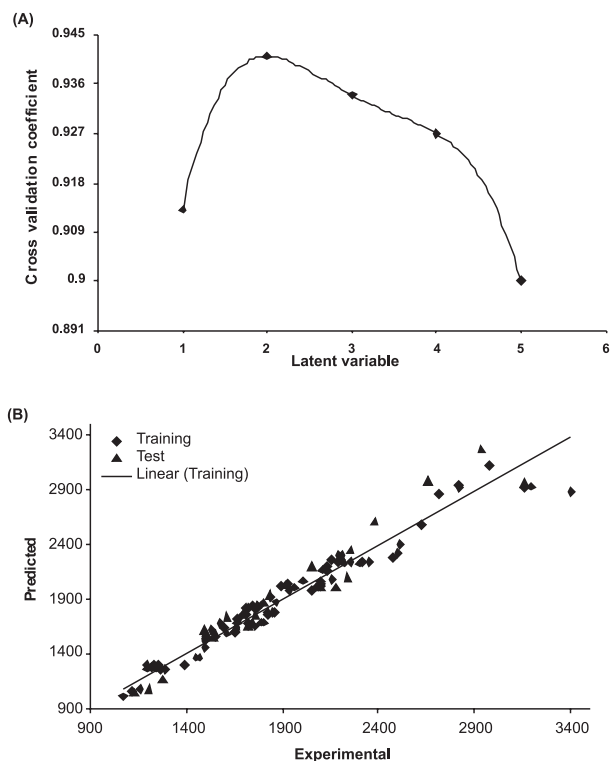 (A)
Cross validation coefficient
0.945
0.936
0.927
0.918
0.909
0.9
0.891
0 1 2 3 4 5 6
Latent variable
(B)
Predicted
3400
2900
2400
1900
1400
900
Training
Test
Linear (Training)
900 1400 1900 2400 2900 3400
Experimental